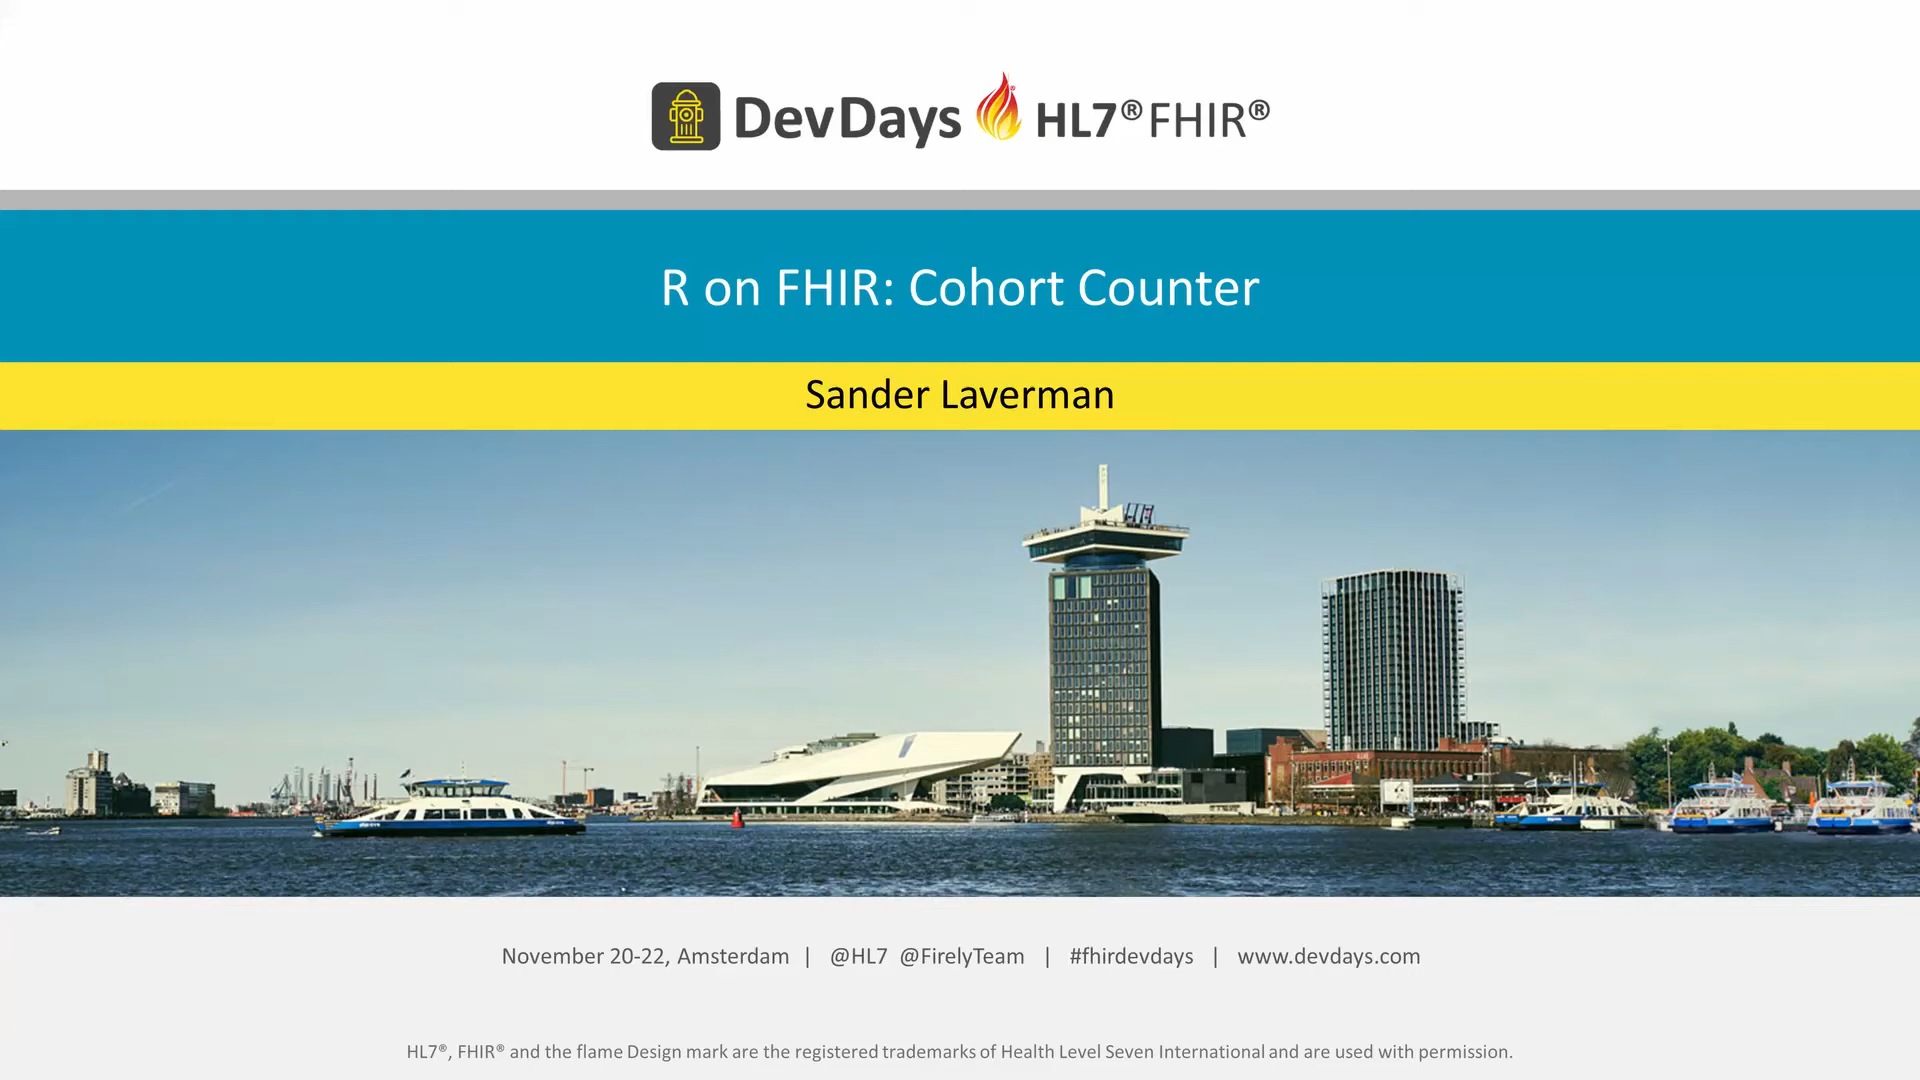 DevDays HL7® FHIR®
R on FHIR: Cohort Counter
Sander Laverman
November 20-22, Amsterdam | @HL7 @FirelyTeam | #fhirdevdays | www.devdays.com
HL7®, FHIR® and the flame Design mark are the registered trademarks of Health Level Seven International and are used with permission.